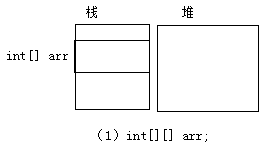 栈 堆
int[] arr
（1）int[][] arr;